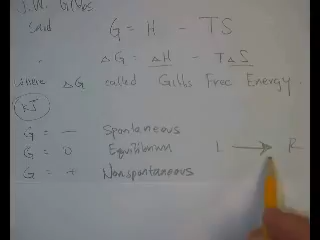 J.W. Gibbs
said G = H - TS
∴ ΔG = ΔH - TΔS
where ΔG called Gibbs Free Energy.
kJ
G = - Spontaneous
G = 0 Equilibrium L → R
G = + Nonspontaneous